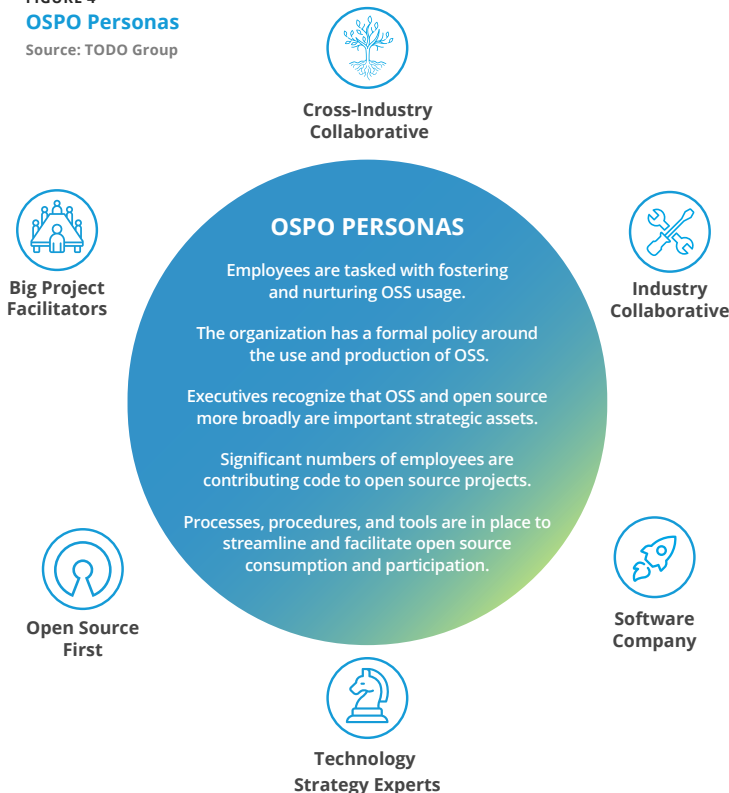 FIGURE 4
OSPO Personas
Source: TODO Group
Cross-Industry
Collaborative
Big Project
Facilitators
Industry
Collaborative
OSPO PERSONAS
Employees are tasked with fostering
and nurturing OSS usage.
The organization has a formal policy around
the use and production of OSS.
Executives recognize that OSS and open source
more broadly are important strategic assets.
Significant numbers of employees are
contributing code to open source projects.
Processes, procedures, and tools are in place to
streamline and facilitate open source
consumption and participation.
Open Source
First
Software
Company
Technology
Strategy Experts